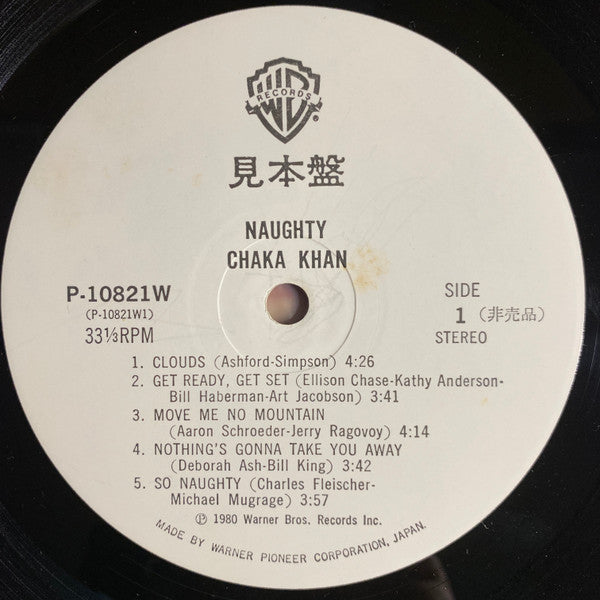 WB
RECORDS
®
見本盤
NAUGHTY
CHAKA KHAN
P-10821W
(P-10821W1)
33⅓RPM
SIDE
1 (非売品)
STEREO
1. CLOUDS (Ashford-Simpson) 4:26
2. GET READY, GET SET (Ellison Chase-Kathy Anderson-
Bill Haberman-Art Jacobson) 3:41
3. MOVE ME NO MOUNTAIN
(Aaron Schroeder-Jerry Ragovoy) 4:14
4. NOTHING'S GONNA TAKE YOU AWAY
(Deborah Ash-Bill King) 3:42
5. SO NAUGHTY (Charles Fleischer-
Michael Mugrage) 3:57
Ⓟ 1980 Warner Bros. Records Inc.
MADE BY WARNER PIONEER CORPORATION, JAPAN.